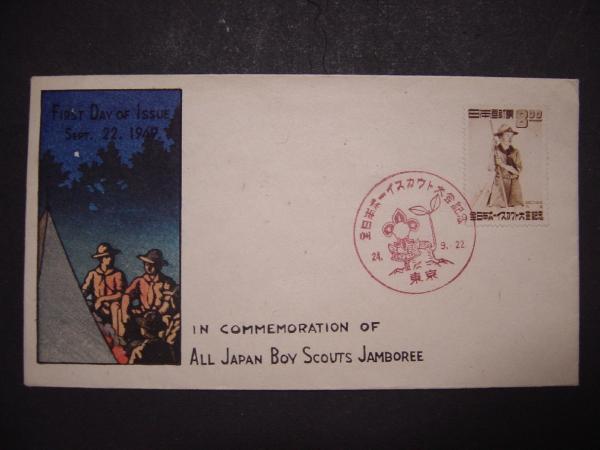 FIRST DAY OF ISSUE
SEPT. 22. 1949
日本郵便 8.00
全日本ボーイスカウト大会記念
全日本ボーイスカウト大会記念
24. 9. 22
東京
IN COMMEMORATION OF
ALL JAPAN BOY SCOUTS JAMBOREE